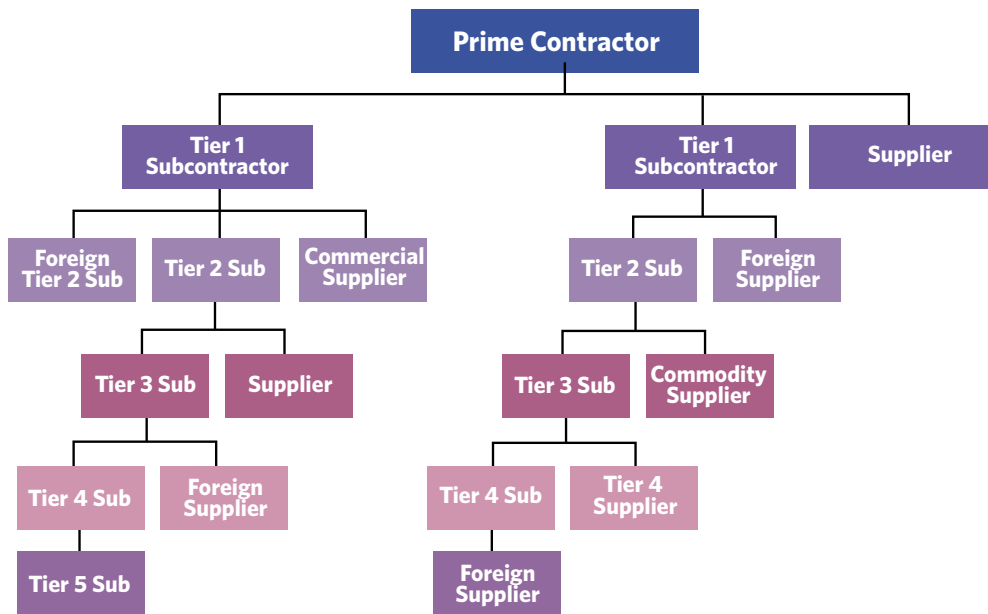 Prime Contractor
Tier 1
Subcontractor
Tier 1
Subcontractor
Supplier
Foreign
Tier 2 Sub
Tier 2 Sub
Commercial
Supplier
Tier 2 Sub
Foreign
Supplier
Tier 3 Sub
Supplier
Tier 3 Sub
Commodity
Supplier
Tier 4 Sub
Foreign
Supplier
Tier 4 Sub
Tier 4
Supplier
Tier 5 Sub
Foreign
Supplier